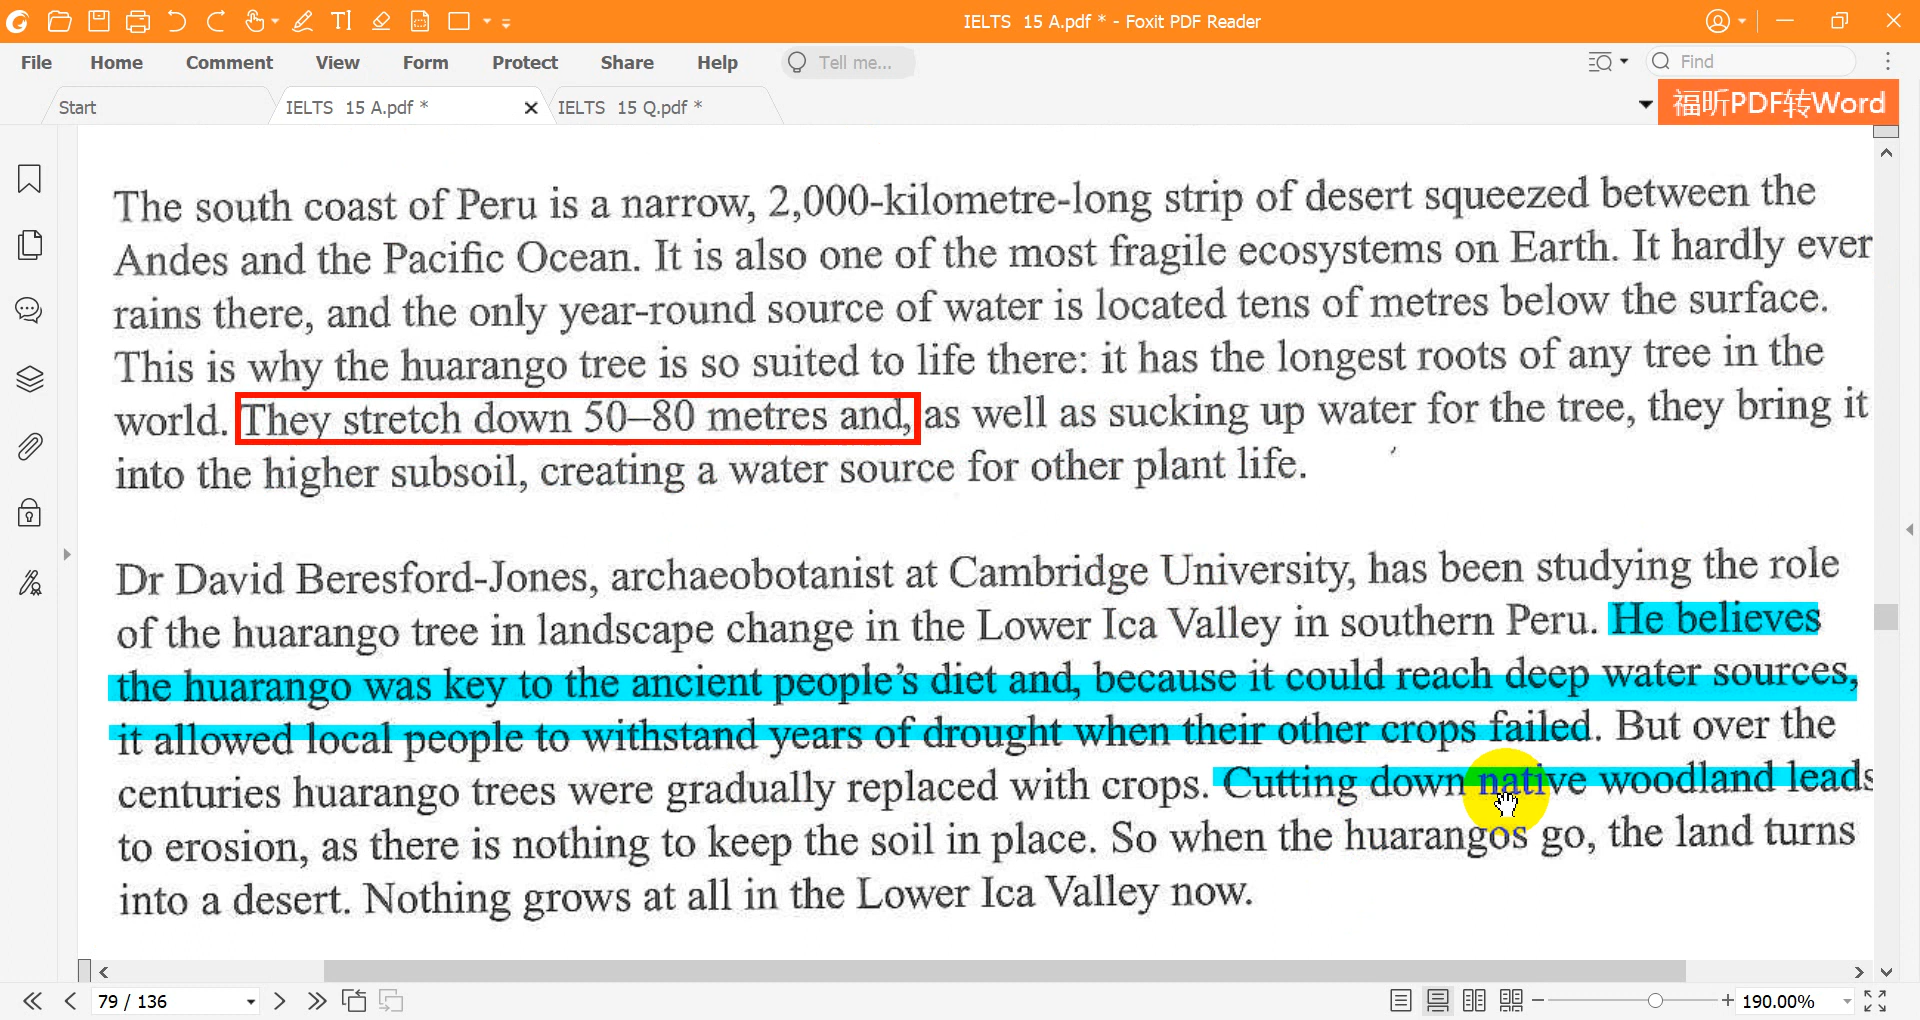 IELTS 15 A.pdf * - Foxit PDF Reader
File Home Comment View Form Protect Share Help Tell me... Find
Start IELTS 15 A.pdf * IELTS 15 Q.pdf * 福昕PDF转Word
The south coast of Peru is a narrow, 2,000-kilometre-long strip of desert squeezed between the
Andes and the Pacific Ocean. It is also one of the most fragile ecosystems on Earth. It hardly ever
rains there, and the only year-round source of water is located tens of metres below the surface.
This is why the huarango tree is so suited to life there: it has the longest roots of any tree in the
world. They stretch down 50–80 metres and, as well as sucking up water for the tree, they bring it
into the higher subsoil, creating a water source for other plant life.
Dr David Beresford-Jones, archaeobotanist at Cambridge University, has been studying the role
of the huarango tree in landscape change in the Lower Ica Valley in southern Peru. He believes
the huarango was key to the ancient people's diet and, because it could reach deep water sources,
it allowed local people to withstand years of drought when their other crops failed. But over the
centuries huarango trees were gradually replaced with crops. Cutting down native woodland leads
to erosion, as there is nothing to keep the soil in place. So when the huarangos go, the land turns
into a desert. Nothing grows at all in the Lower Ica Valley now.
79 / 136 190.00%